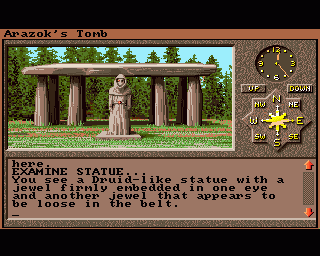 Arazok's Tomb
UP
DOWN
N
NW
NE
W
E
SW
SE
S
here.
EXAMINE STATUE..
You see a Druid-like statue with a
jewel firmly embedded in one eye
and another jewel that appears to
be loose in the belt.